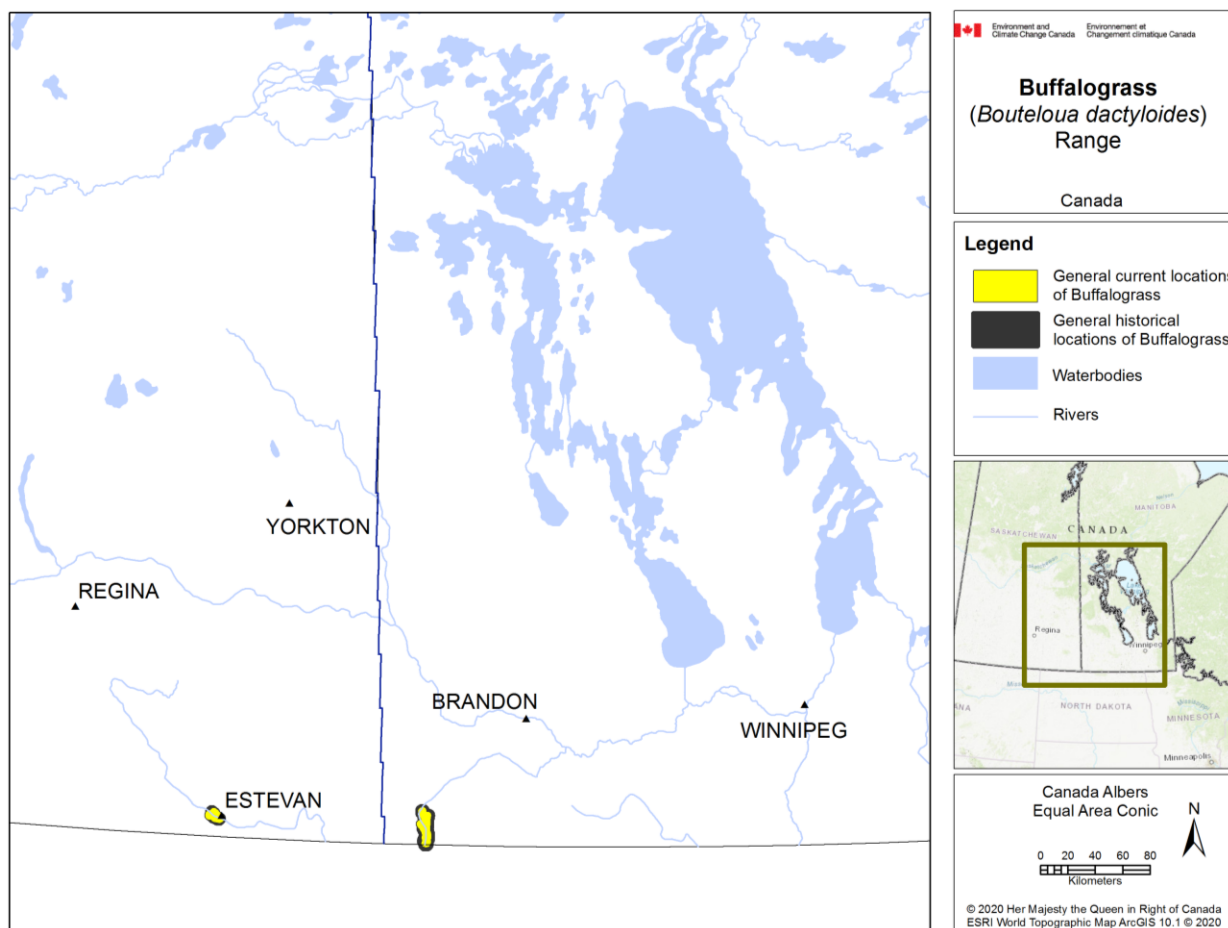 YORKTON
REGINA
BRANDON
WINNIPEG
ESTEVAN
Environment and Environnement et
Climate Change Canada Changement climatique Canada
Buffalograss
(Bouteloua dactyloides)
Range
Canada
Legend
General current locations
of Buffalograss
General historical
locations of Buffalograss
Waterbodies
Rivers
MANITOBA
CANADA
SASKATCHEWAN
Regina
Winnipeg
NORTH DAKOTA
MINNESOTA
ANA
Minneapolis
Canada Albers
Equal Area Conic
N
0 20 40 60 80
Kilometers
© 2020 Her Majesty the Queen in Right of Canada
ESRI World Topographic Map ArcGIS 10.1 © 2020